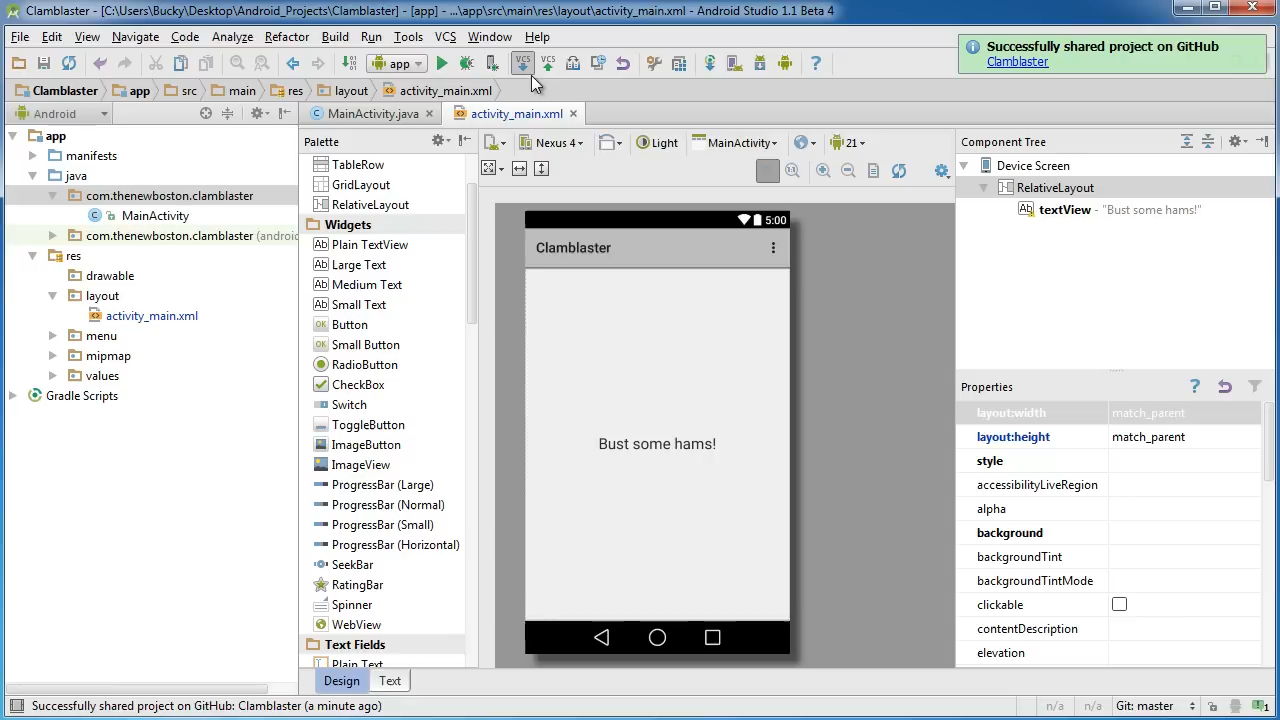 Clamblaster - [C:\Users\Bucky\Desktop\Android_Projects\Clamblaster] - [app] - ...\app\src\main\res\layout\activity_main.xml - Android Studio 1.1 Beta 4
File Edit View Navigate Code Analyze Refactor Build Run Tools VCS Window Help
Successfully shared project on GitHub
Clamblaster
app
VCS VCS
Clamblaster app src main res layout activity_main.xml
Android
MainActivity.java activity_main.xml
app
manifests
java
com.thenewboston.clamblaster
MainActivity
com.thenewboston.clamblaster (android
res
drawable
layout
activity_main.xml
menu
mipmap
values
Gradle Scripts
Palette
TableRow
GridLayout
RelativeLayout
Widgets
Plain TextView
Large Text
Medium Text
Small Text
Button
Small Button
RadioButton
CheckBox
Switch
ToggleButton
ImageButton
ImageView
ProgressBar (Large)
ProgressBar (Normal)
ProgressBar (Small)
ProgressBar (Horizontal)
SeekBar
RatingBar
Spinner
WebView
Text Fields
Plain Text
Nexus 4 Light MainActivity 21
5:00
Clamblaster
Bust some hams!
Component Tree
Device Screen
RelativeLayout
textView - "Bust some hams!"
Properties
layout:width match_parent
layout:height match_parent
style
accessibilityLiveRegion
alpha
background
backgroundTint
backgroundTintMode
clickable
contentDescription
elevation
Design Text
Successfully shared project on GitHub: Clamblaster (a minute ago)
n/a n/a Git: master 1